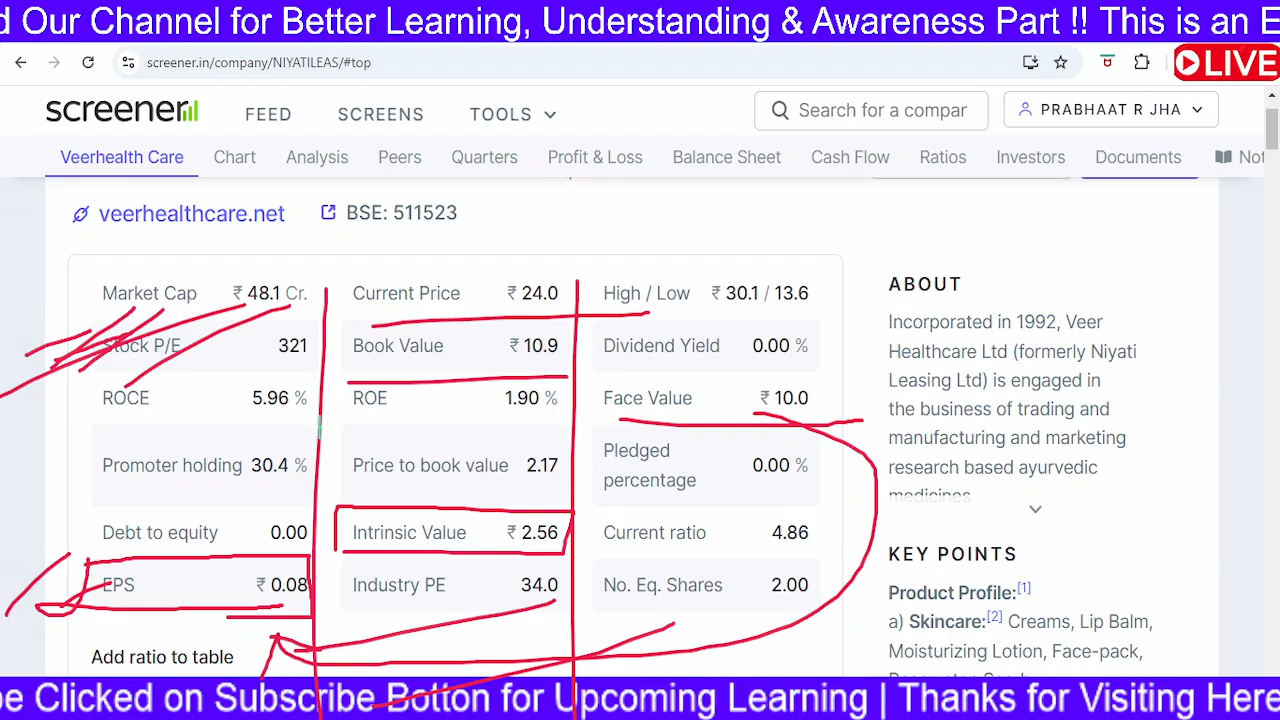 d Our Channel for Better Learning, Understanding & Awareness Part !! This is an E
screener.in/company/NIYATILEAS/#top
LIVE
screener
FEED SCREENS TOOLS
Search for a compar
PRABHAAT R JHA
Veerhealth Care Chart Analysis Peers Quarters Profit & Loss Balance Sheet Cash Flow Ratios Investors Documents Not
veerhealthcare.net BSE: 511523
Market Cap ₹ 48.1 Cr. Current Price ₹ 24.0 High / Low ₹ 30.1 / 13.6
Stock P/E 321 Book Value ₹ 10.9 Dividend Yield 0.00 %
ROCE 5.96 % ROE 1.90 % Face Value ₹ 10.0
Promoter holding 30.4 % Price to book value 2.17 Pledged percentage 0.00 %
Debt to equity 0.00 Intrinsic Value ₹ 2.56 Current ratio 4.86
EPS ₹ 0.08 Industry PE 34.0 No. Eq. Shares 2.00
Add ratio to table
ABOUT
Incorporated in 1992, Veer
Healthcare Ltd (formerly Niyati
Leasing Ltd) is engaged in
the business of trading and
manufacturing and marketing
research based ayurvedic
medicines
KEY POINTS
Product Profile:[1]
a) Skincare:[2] Creams, Lip Balm,
Moisturizing Lotion, Face-pack,
be Clicked on Subscribe Botton for Upcoming Learning | Thanks for Visiting Here